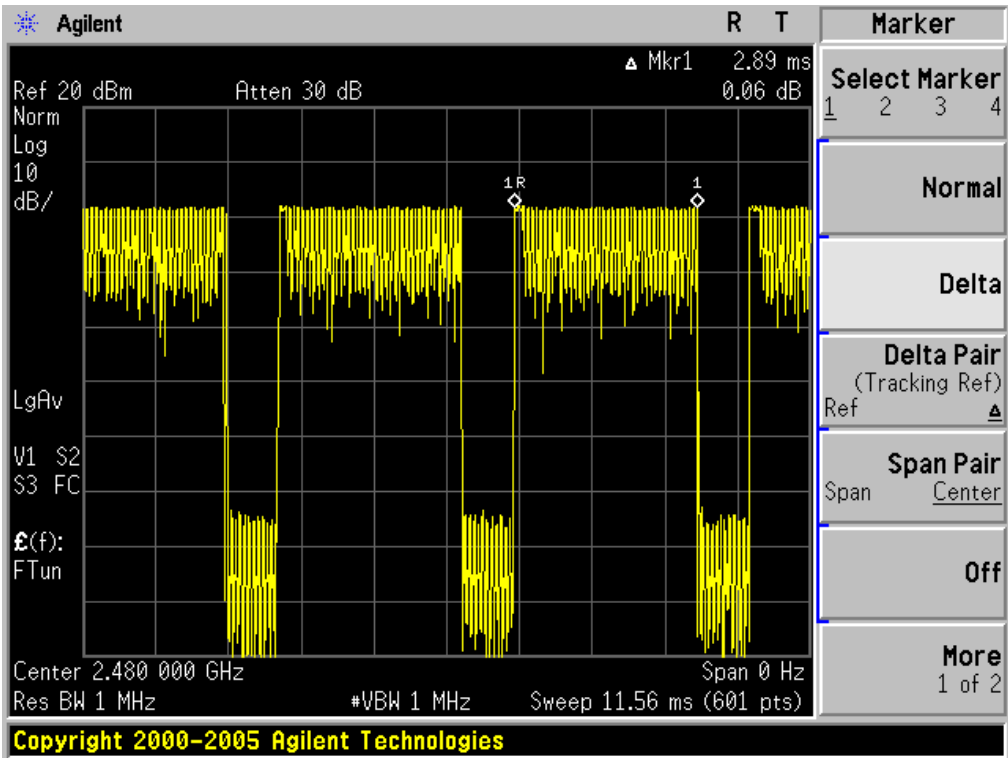 Agilent
R T
Marker
Δ Mkr1 2.89 ms
Ref 20 dBm Atten 30 dB 0.06 dB
Norm
Log
10
dB/
1R
1
LgAv
V1 S2
S3 FC
£(f):
FTun
Center 2.480 000 GHz Span 0 Hz
Res BW 1 MHz #VBW 1 MHz Sweep 11.56 ms (601 pts)
Copyright 2000-2005 Agilent Technologies
Select Marker
1 2 3 4
Normal
Delta
Delta Pair
(Tracking Ref)
Ref Δ
Span Pair
Span Center
Off
More
1 of 2